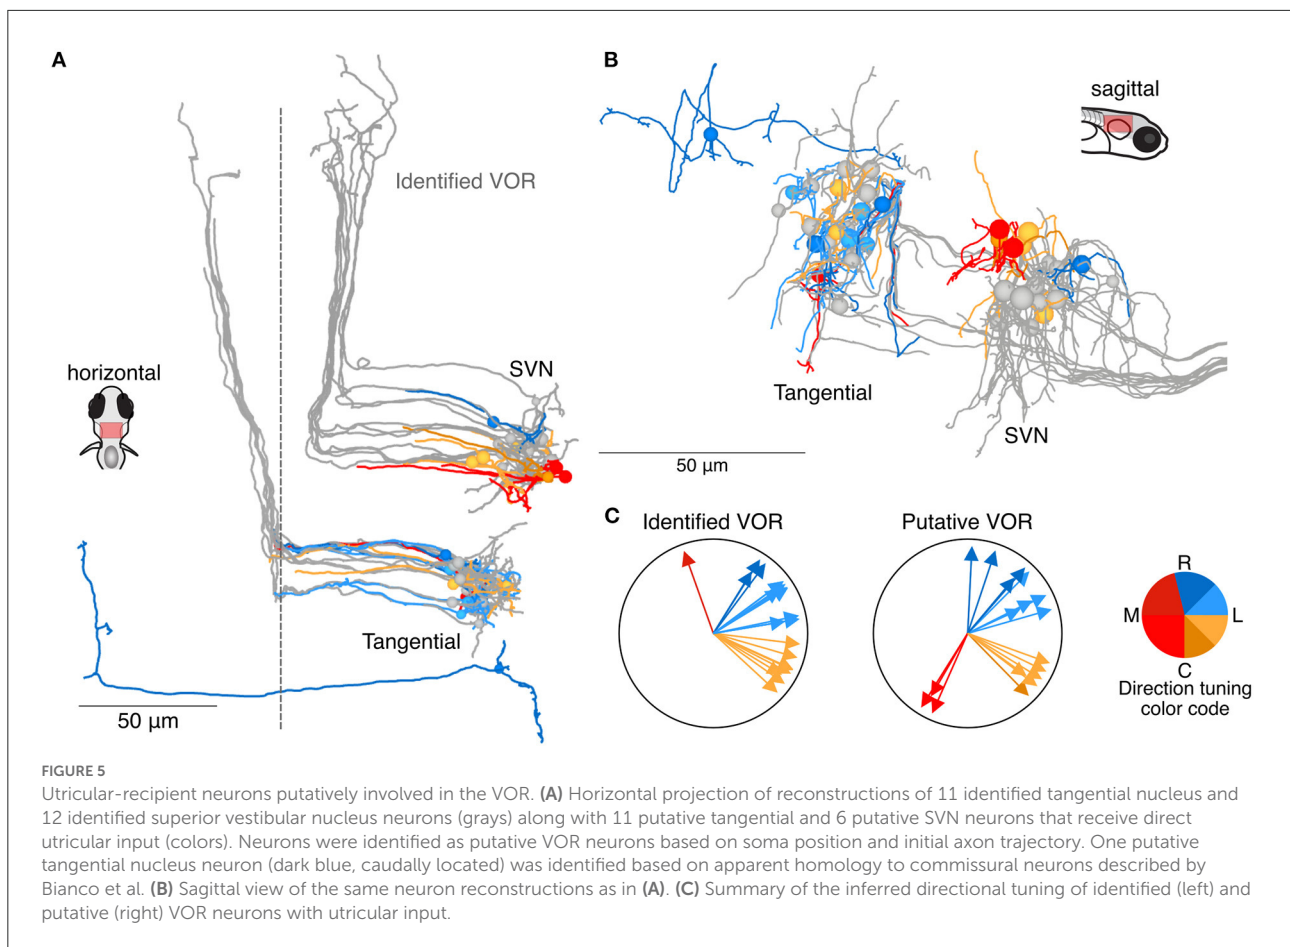 A
Identified VOR
horizontal
SVN
Tangential
50 μm
B
sagittal
Tangential
SVN
50 μm
C
Identified VOR
Putative VOR
R
M
L
C
Direction tuning
color code
FIGURE 5
Utricular-recipient neurons putatively involved in the VOR. (A) Horizontal projection of reconstructions of 11 identified tangential nucleus and
12 identified superior vestibular nucleus neurons (grays) along with 11 putative tangential and 6 putative SVN neurons that receive direct
utricular input (colors). Neurons were identified as putative VOR neurons based on soma position and initial axon trajectory. One putative
tangential nucleus neuron (dark blue, caudally located) was identified based on apparent homology to commissural neurons described by
Bianco et al. (B) Sagittal view of the same neuron reconstructions as in (A). (C) Summary of the inferred directional tuning of identified (left) and
putative (right) VOR neurons with utricular input.